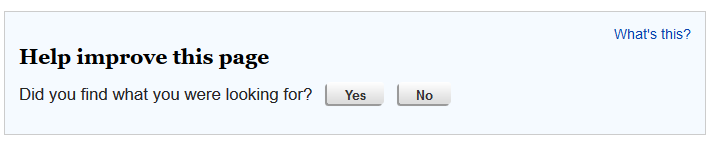 What's this?
Help improve this page
Did you find what you were looking for? Yes No